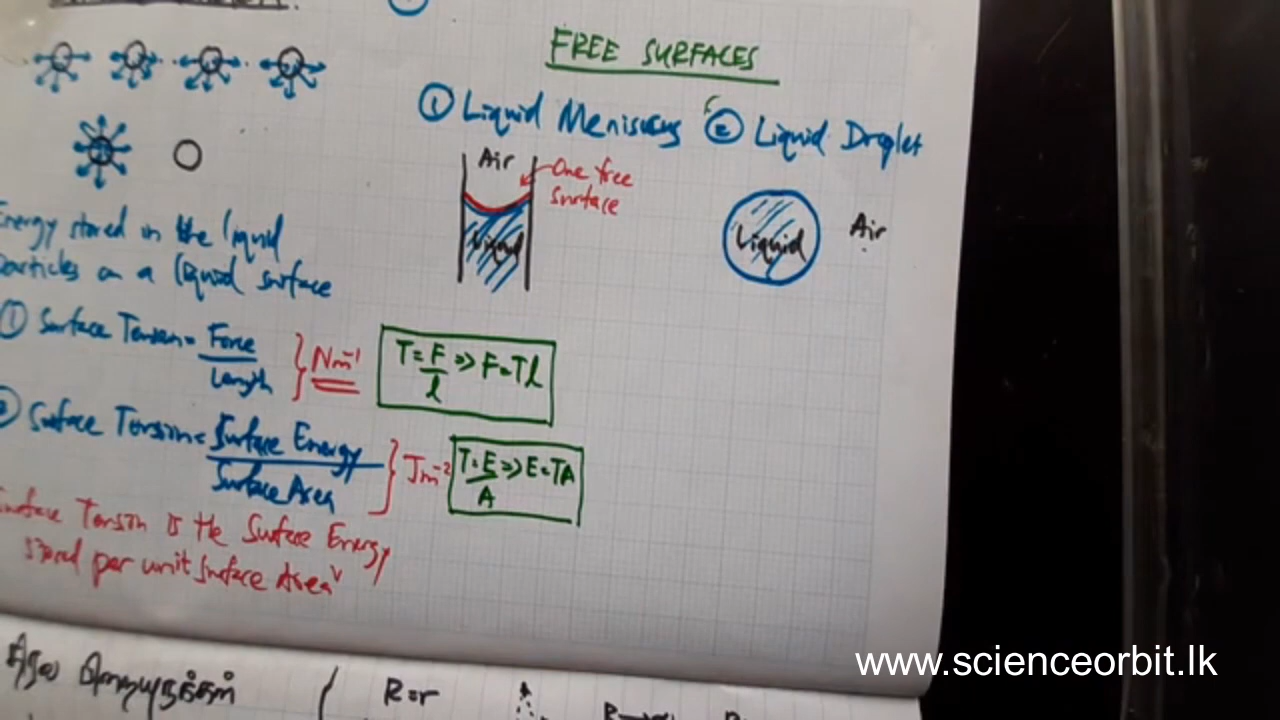 FREE SURFACES
① Liquid Meniscus
② Liquid Droplet
Air
One free
surface
Liquid
Liquid
Air
Energy stored in the liquid
particles on a liquid surface
① Surface Tension = Force
Length
Nm⁻¹
T = F ⇒ F = Tl
l
② Surface Tension = Surface Energy
Surface Area
Jm⁻²
T = E ⇒ E = TA
A
Surface Tension is the Surface Energy
stored per unit Surface Area
R = r
www.scienceorbit.lk